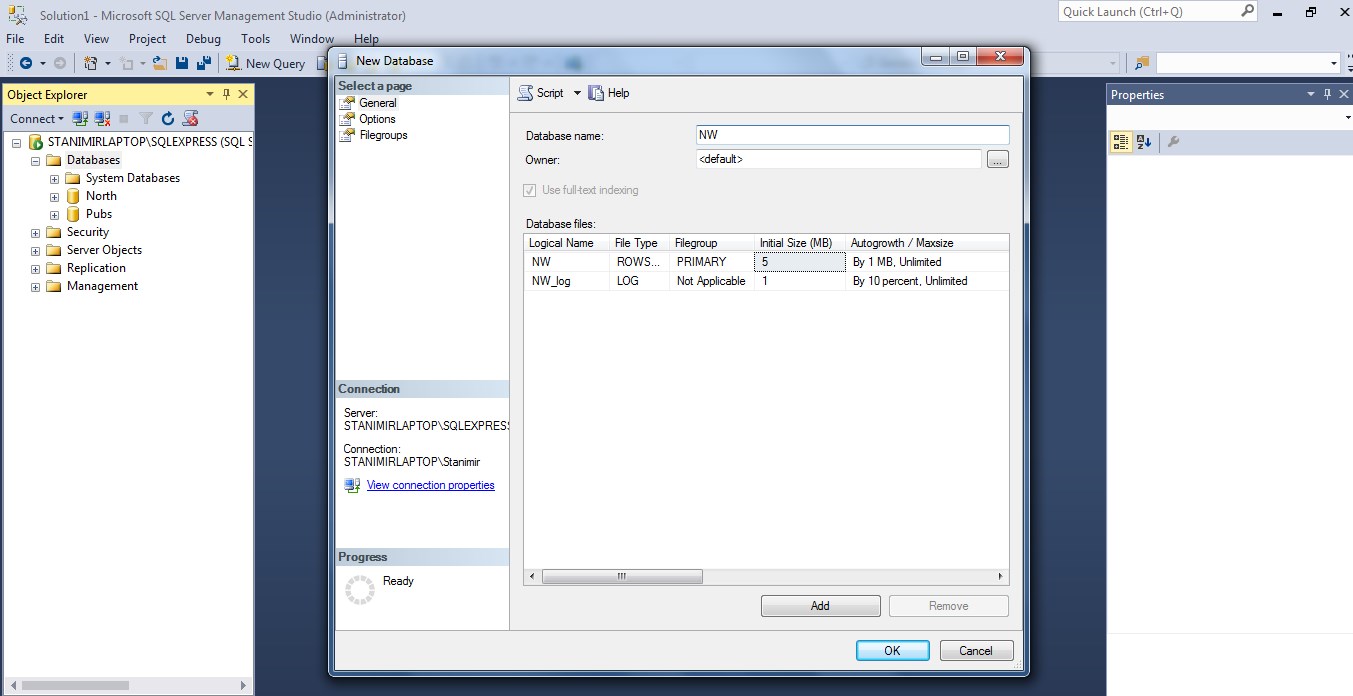 Solution1 - Microsoft SQL Server Management Studio (Administrator)
Quick Launch (Ctrl+Q)
File Edit View Project Debug Tools Window Help
New Query
Object Explorer
Connect
STANIMIRLAPTOP\SQLEXPRESS (SQL S
Databases
System Databases
North
Pubs
Security
Server Objects
Replication
Management
New Database
Select a page
General
Options
Filegroups
Connection
Server:
STANIMIRLAPTOP\SQLEXPRESS
Connection:
STANIMIRLAPTOP\Stanimir
View connection properties
Progress
Ready
Script Help
Database name: NW
Owner: <default>
...
Use full-text indexing
Database files:
Logical Name File Type Filegroup Initial Size (MB) Autogrowth / Maxsize
NW ROWS... PRIMARY 5 By 1 MB, Unlimited
NW_log LOG Not Applicable 1 By 10 percent, Unlimited
Add Remove
OK Cancel
Properties